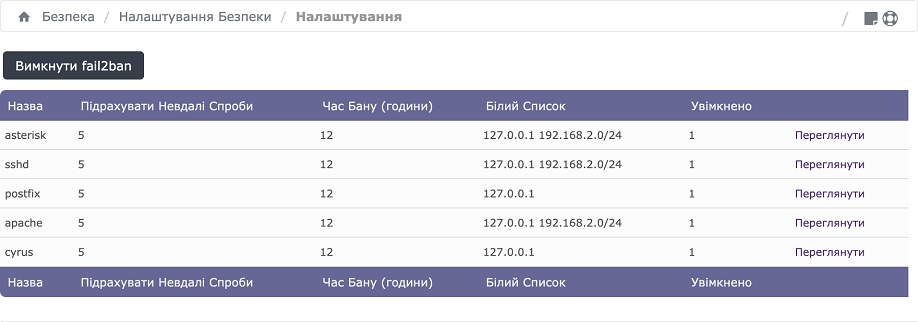 Безпека / Налаштування Безпеки / Налаштування /
Вимкнути fail2ban
Назва Підрахувати Невдалі Спроби Час Бану (години) Білий Список Увімкнено
asterisk 5 12 127.0.0.1 192.168.2.0/24 1 Переглянути
sshd 5 12 127.0.0.1 192.168.2.0/24 1 Переглянути
postfix 5 12 127.0.0.1 1 Переглянути
apache 5 12 127.0.0.1 192.168.2.0/24 1 Переглянути
cyrus 5 12 127.0.0.1 1 Переглянути
Назва Підрахувати Невдалі Спроби Час Бану (години) Білий Список Увімкнено